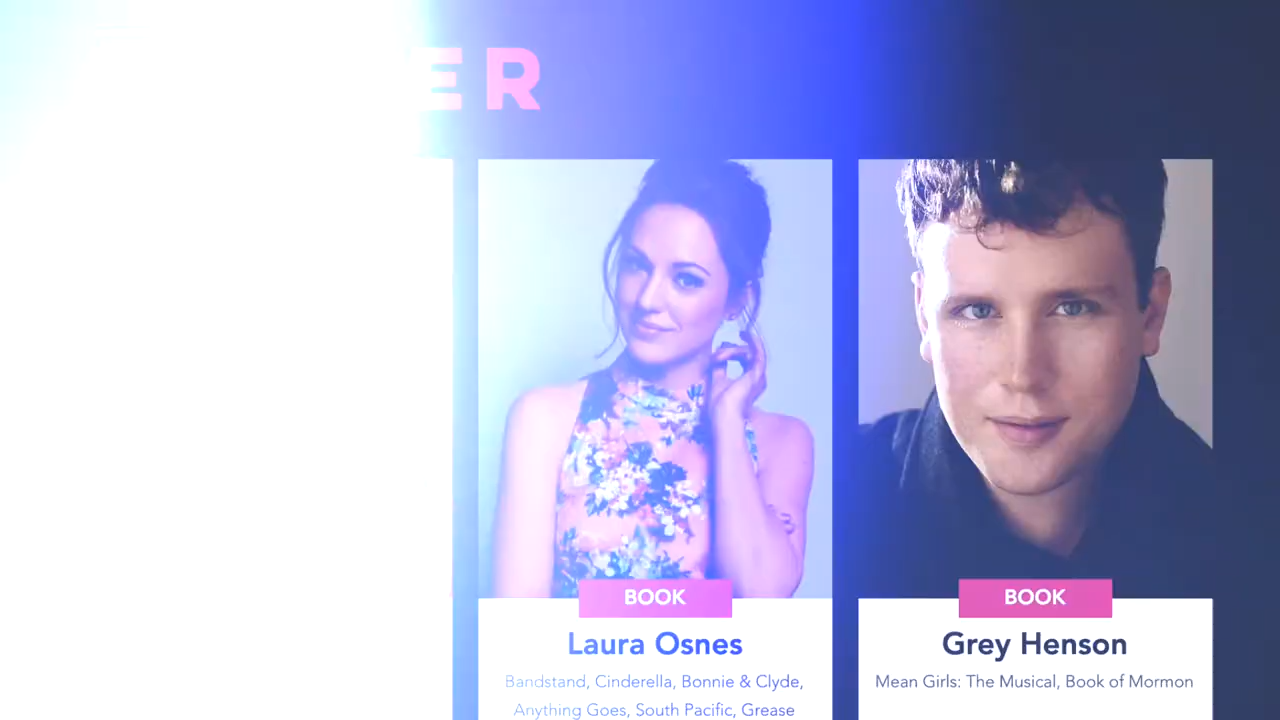 ER
BOOK
Laura Osnes
Bandstand, Cinderella, Bonnie & Clyde,
Anything Goes, South Pacific, Grease
BOOK
Grey Henson
Mean Girls: The Musical, Book of Mormon